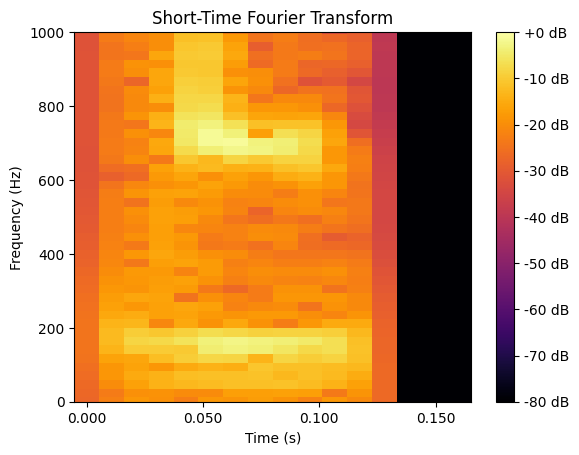 Short-Time Fourier Transform
1000
800
600
400
200
0
Frequency (Hz)
0.000
0.050
0.100
0.150
Time (s)
+0 dB
-10 dB
-20 dB
-30 dB
-40 dB
-50 dB
-60 dB
-70 dB
-80 dB